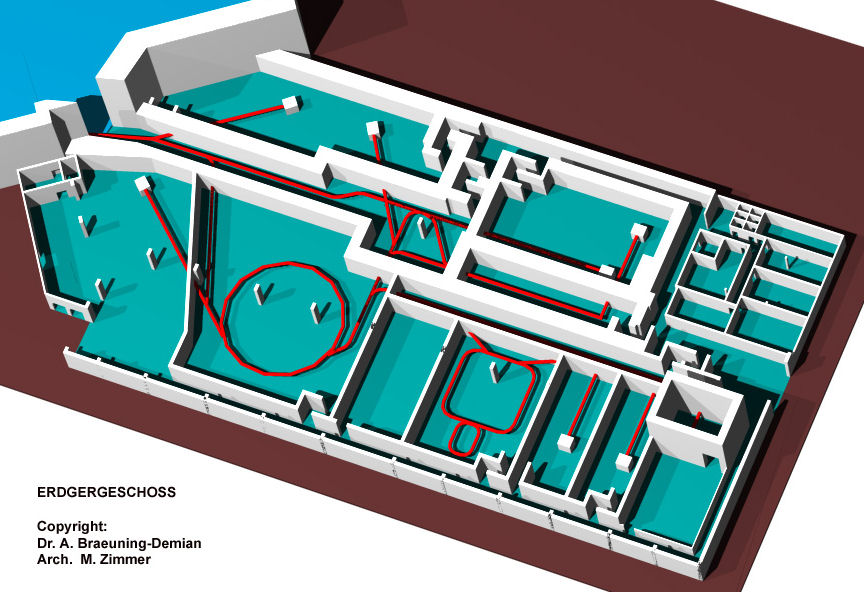 ERDGERGESCHOSS
Copyright:
Dr. A. Braeuning-Demian
Arch. M. Zimmer